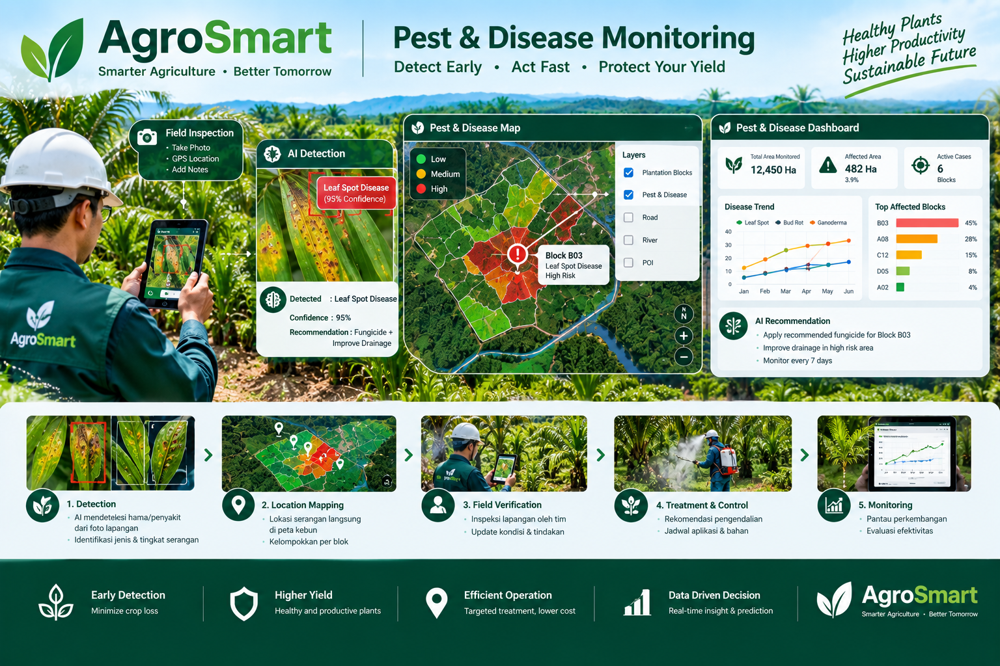 AgroSmart
Smarter Agriculture • Better Tomorrow
Pest & Disease Monitoring
Detect Early • Act Fast • Protect Your Yield
Healthy Plants
Higher Productivity
Sustainable Future
Field Inspection
• Take Photo
• GPS Location
• Add Notes
AgroSmart
AI Detection
Leaf Spot Disease
(95% Confidence)
Detected : Leaf Spot Disease
Confidence : 95%
Recommendation : Fungicide +
Improve Drainage
Pest & Disease Map
Low
Medium
High
Block B03
Leaf Spot Disease
High Risk
Layers
Plantation Blocks
Pest & Disease
Road
River
POI
N
N
+
−
Pest & Disease Dashboard
Total Area Monitored
12,450 Ha
Affected Area
482 Ha
3.9%
Active Cases
6
Blocks
Disease Trend
Leaf Spot
Bud Rot
Ganoderma
40
30
20
10
0
Jan Feb Mar Apr May Jun
Top Affected Blocks
B03 45%
A08 28%
C12 15%
D05 8%
A02 4%
AI Recommendation
• Apply recommended fungicide for Block B03
• Improve drainage in high risk area
• Monitor every 7 days
1. Detection
• AI mendeteksi hama/penyakit
dari foto lapangan
• Identifikasi jenis & tingkat serangan
2. Location Mapping
• Lokasi serangan langsung
di peta kebun
• Kelompokkan per blok
3. Field Verification
• Inspeksi lapangan oleh tim
• Update kondisi & tindakan
4. Treatment & Control
• Rekomendasi pengendalian
• Jadwal aplikasi & bahan
5. Monitoring
• Pantau perkembangan
• Evaluasi efektivitas
Early Detection
Minimize crop loss
Higher Yield
Healthy and productive plants
Efficient Operation
Targeted treatment, lower cost
Data Driven Decision
Real-time insight & prediction
AgroSmart
Smarter Agriculture • Better Tomorrow